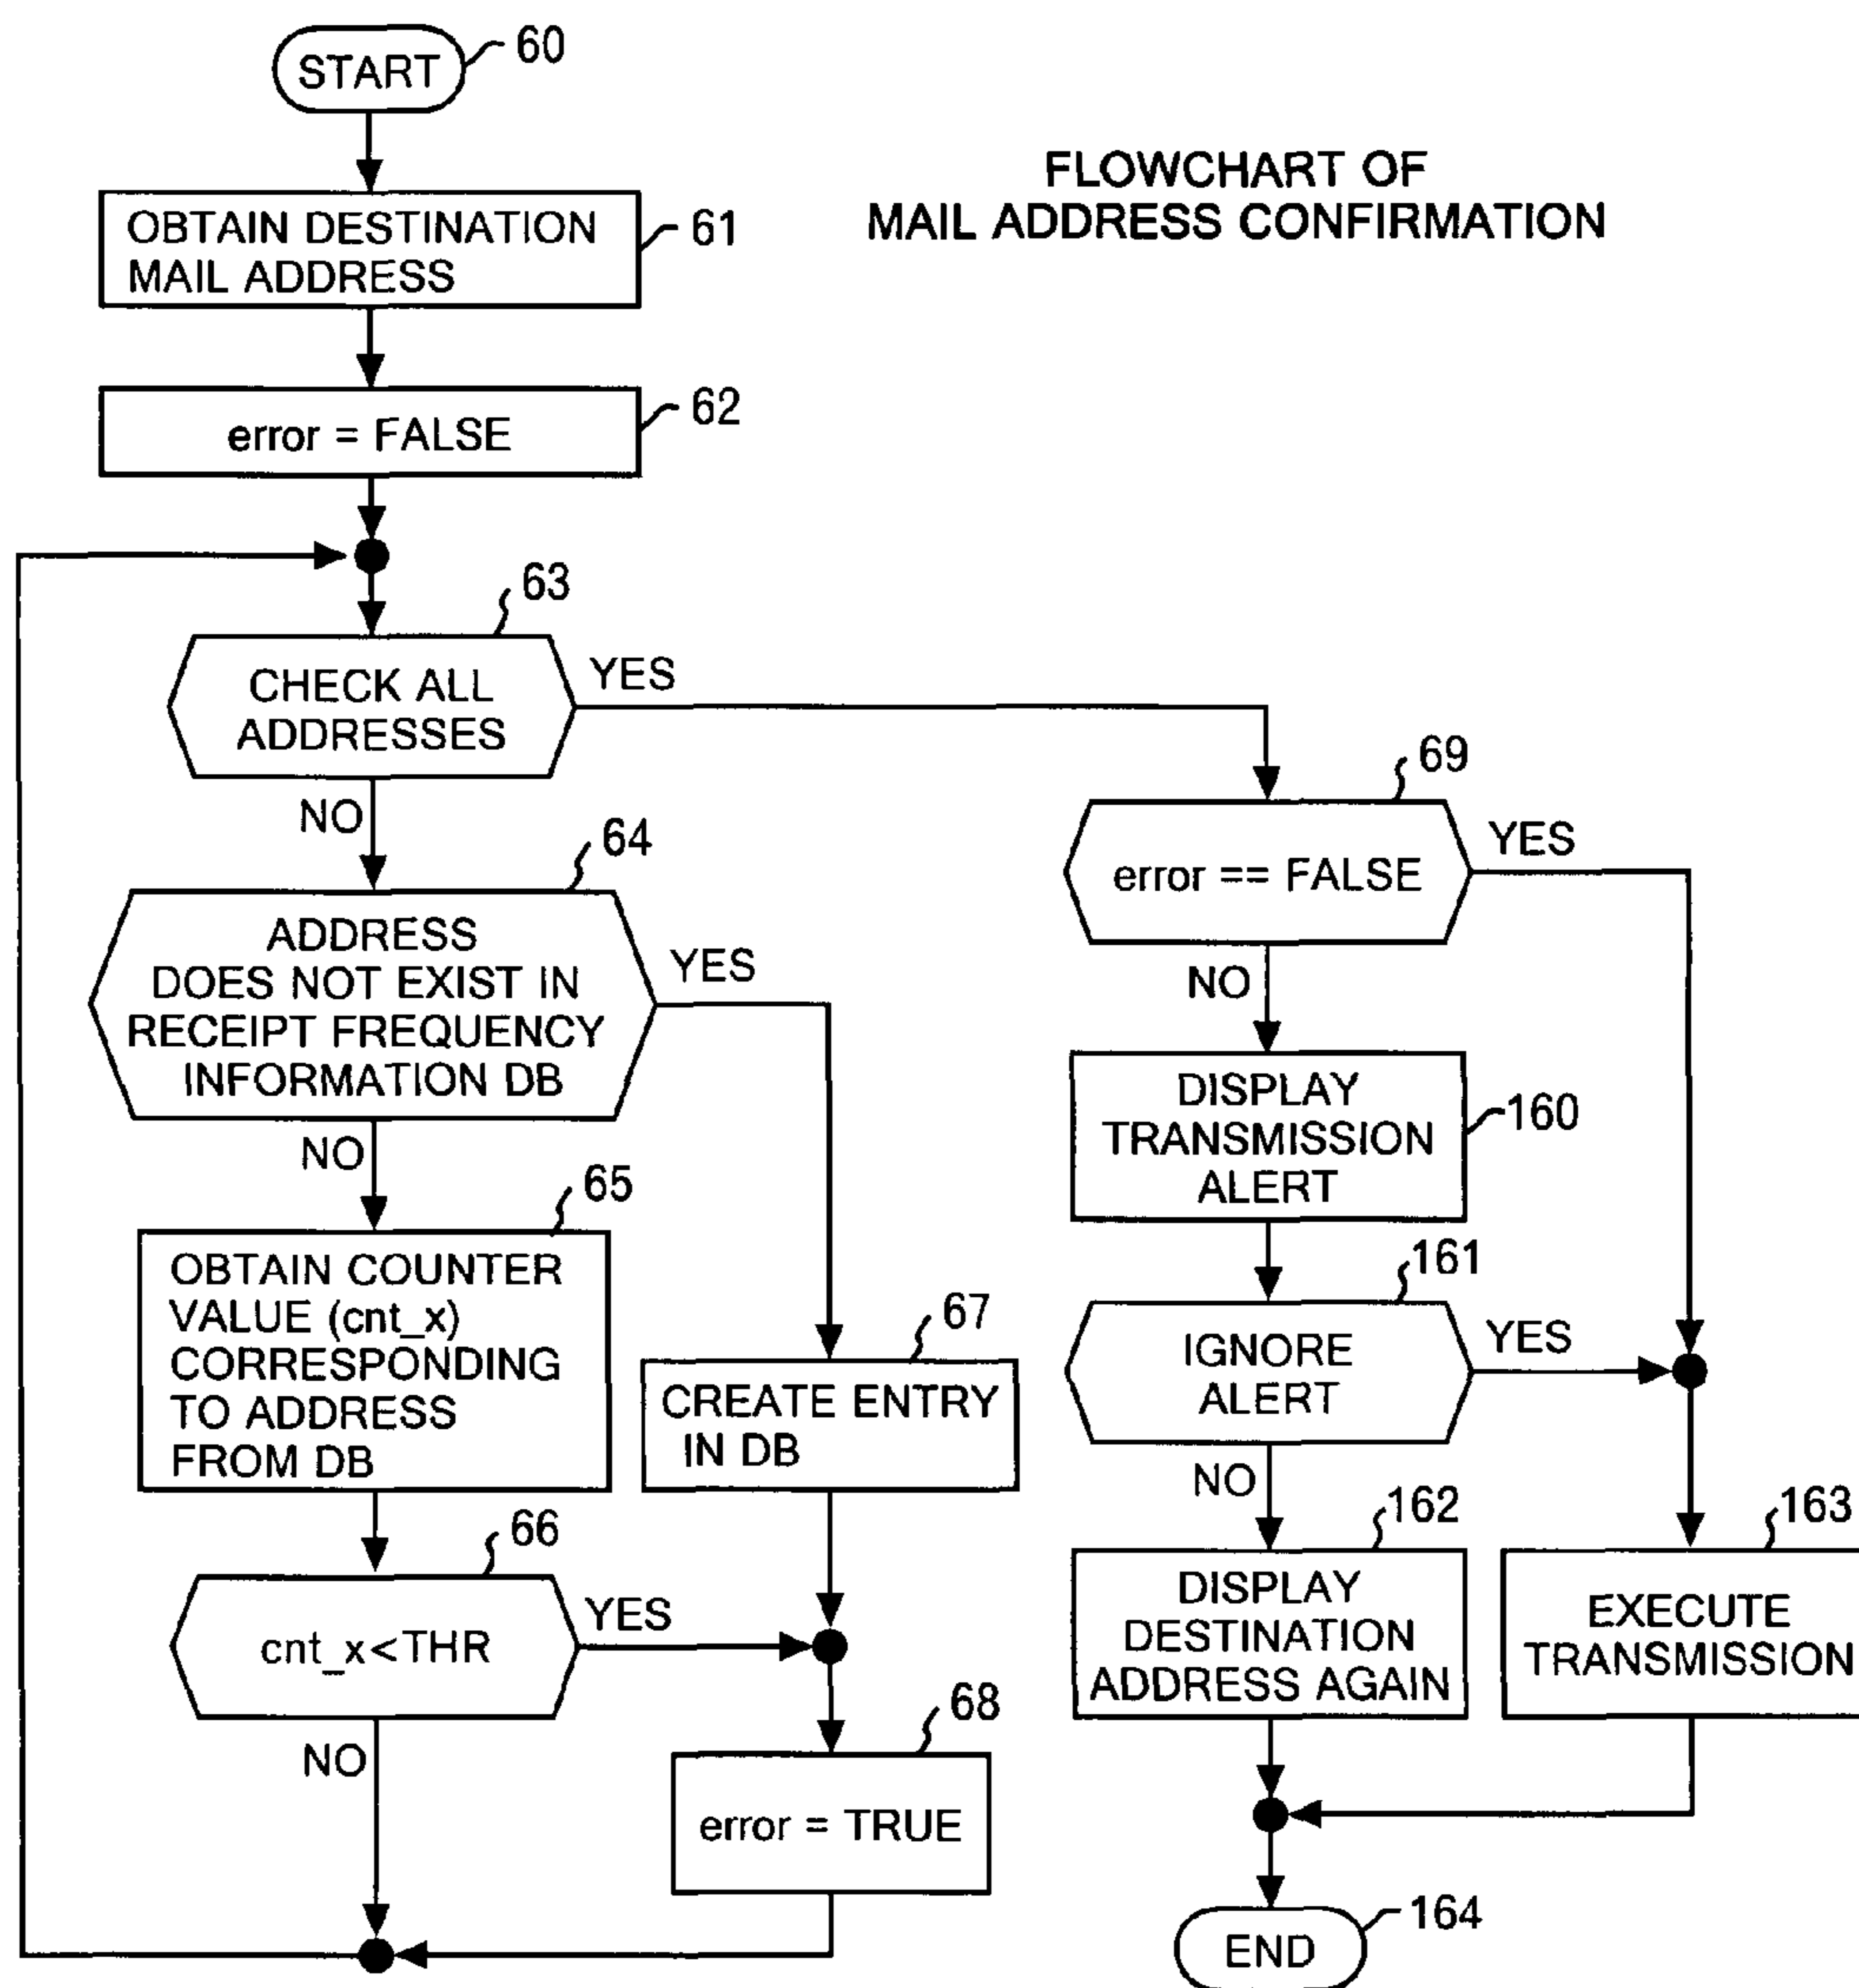 START
60
FLOWCHART OF
MAIL ADDRESS CONFIRMATION
OBTAIN DESTINATION
MAIL ADDRESS
61
error = FALSE
62
63
CHECK ALL
ADDRESSES
YES
NO
64
ADDRESS
DOES NOT EXIST IN
RECEIPT FREQUENCY
INFORMATION DB
YES
NO
65
OBTAIN COUNTER
VALUE (cnt_x)
CORRESPONDING
TO ADDRESS
FROM DB
67
CREATE ENTRY
IN DB
66
cnt_x<THR
YES
NO
68
error = TRUE
69
error == FALSE
YES
NO
DISPLAY
TRANSMISSION
ALERT
160
161
IGNORE
ALERT
YES
NO
162
DISPLAY
DESTINATION
ADDRESS AGAIN
163
EXECUTE
TRANSMISSION
END
164